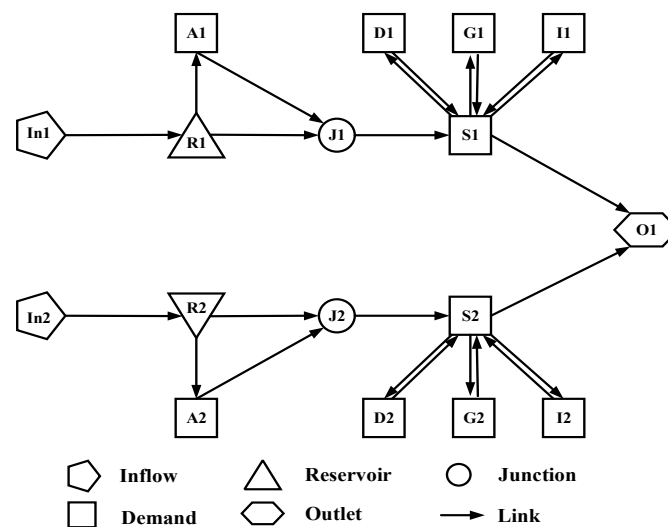 A1 D1 G1 I1
In1 R1 J1 S1
O1
In2 R2 J2 S2
A2 D2 G2 I2
Inflow Reservoir Junction
Demand Outlet Link